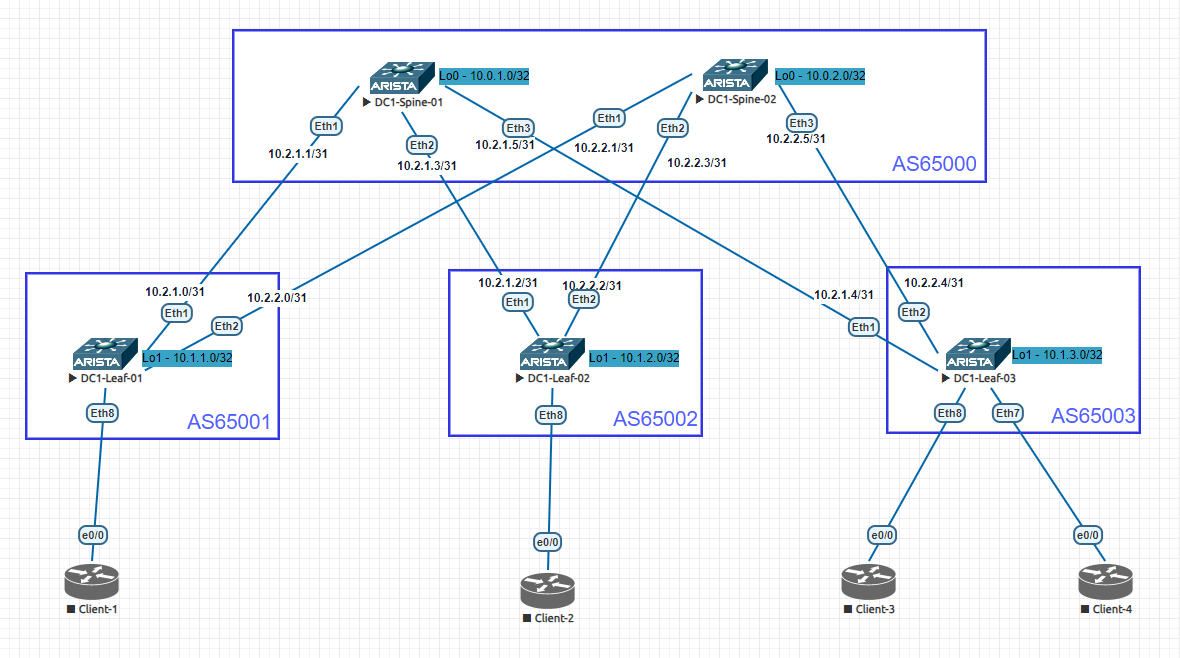 ARISTA
Lo0 - 10.0.1.0/32
DC1-Spine-01
ARISTA
Lo0 - 10.0.2.0/32
DC1-Spine-02
Eth1
10.2.1.1/31
Eth2
10.2.1.3/31
Eth3
10.2.1.5/31
Eth1
10.2.2.1/31
Eth2
10.2.2.3/31
Eth3
10.2.2.5/31
AS65000
10.2.1.0/31
Eth1
10.2.2.0/31
Eth2
ARISTA
Lo1 - 10.1.1.0/32
DC1-Leaf-01
Eth8
AS65001
10.2.1.2/31
Eth1
10.2.2.2/31
Eth2
ARISTA
Lo1 - 10.1.2.0/32
DC1-Leaf-02
Eth8
AS65002
10.2.1.4/31
Eth1
10.2.2.4/31
Eth2
ARISTA
Lo1 - 10.1.3.0/32
DC1-Leaf-03
Eth8
Eth7
AS65003
e0/0
Client-1
e0/0
Client-2
e0/0
Client-3
e0/0
Client-4